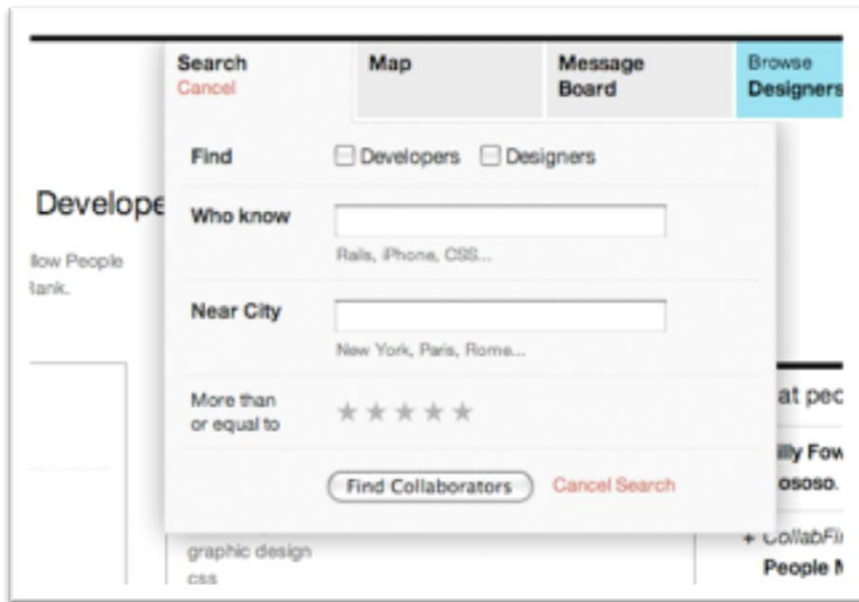 Search
Cancel
Map
Message
Board
Browse
Designers
Find
Developers
Designers
Who know
Rails, iPhone, CSS...
Near City
New York, Paris, Rome...
More than
or equal to
Find Collaborators
Cancel Search
Develope
llow People
Rank.
at peo
illy Fow
ososo.
+ CollabFi
People M
graphic design
css